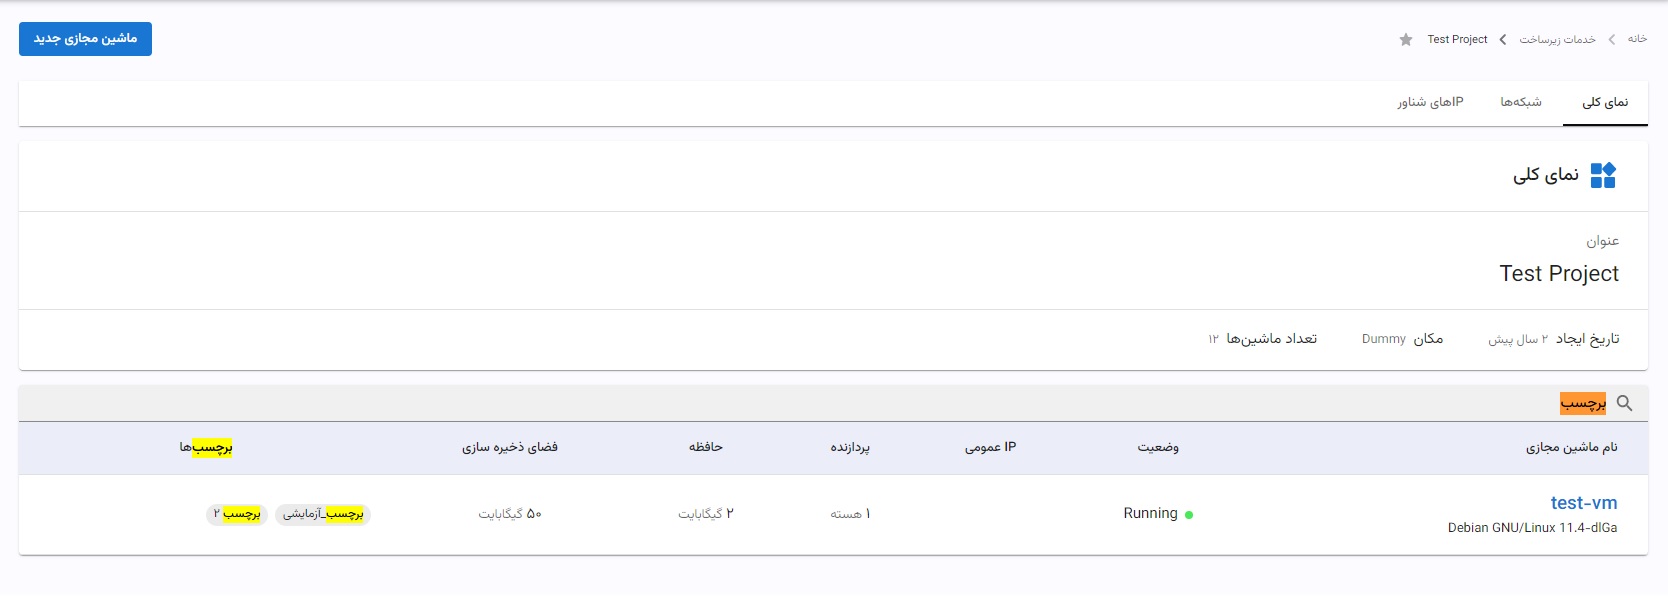 خانه
خدمات زیرساخت
Test Project
ماشین مجازی جدید
نمای کلی
شبکه‌ها
IPهای شناور
نمای کلی
عنوان
Test Project
تاریخ ایجاد ۲ سال پیش
مکان Dummy
تعداد ماشین‌ها ۱۲
برچسب
نام ماشین مجازی
وضعیت
IP عمومی
پردازنده
حافظه
فضای ذخیره سازی
برچسب‌ها
test-vm
Debian GNU/Linux 11.4-dlGa
Running
۱ هسته
۲ گیگابایت
۵۰ گیگابایت
برچسب_آزمایشی
برچسب ۲